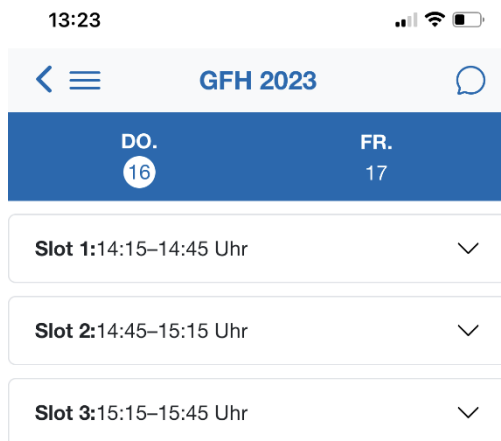 13:23
GFH 2023
DO. FR.
16 17
Slot 1:14:15–14:45 Uhr
Slot 2:14:45–15:15 Uhr
Slot 3:15:15–15:45 Uhr